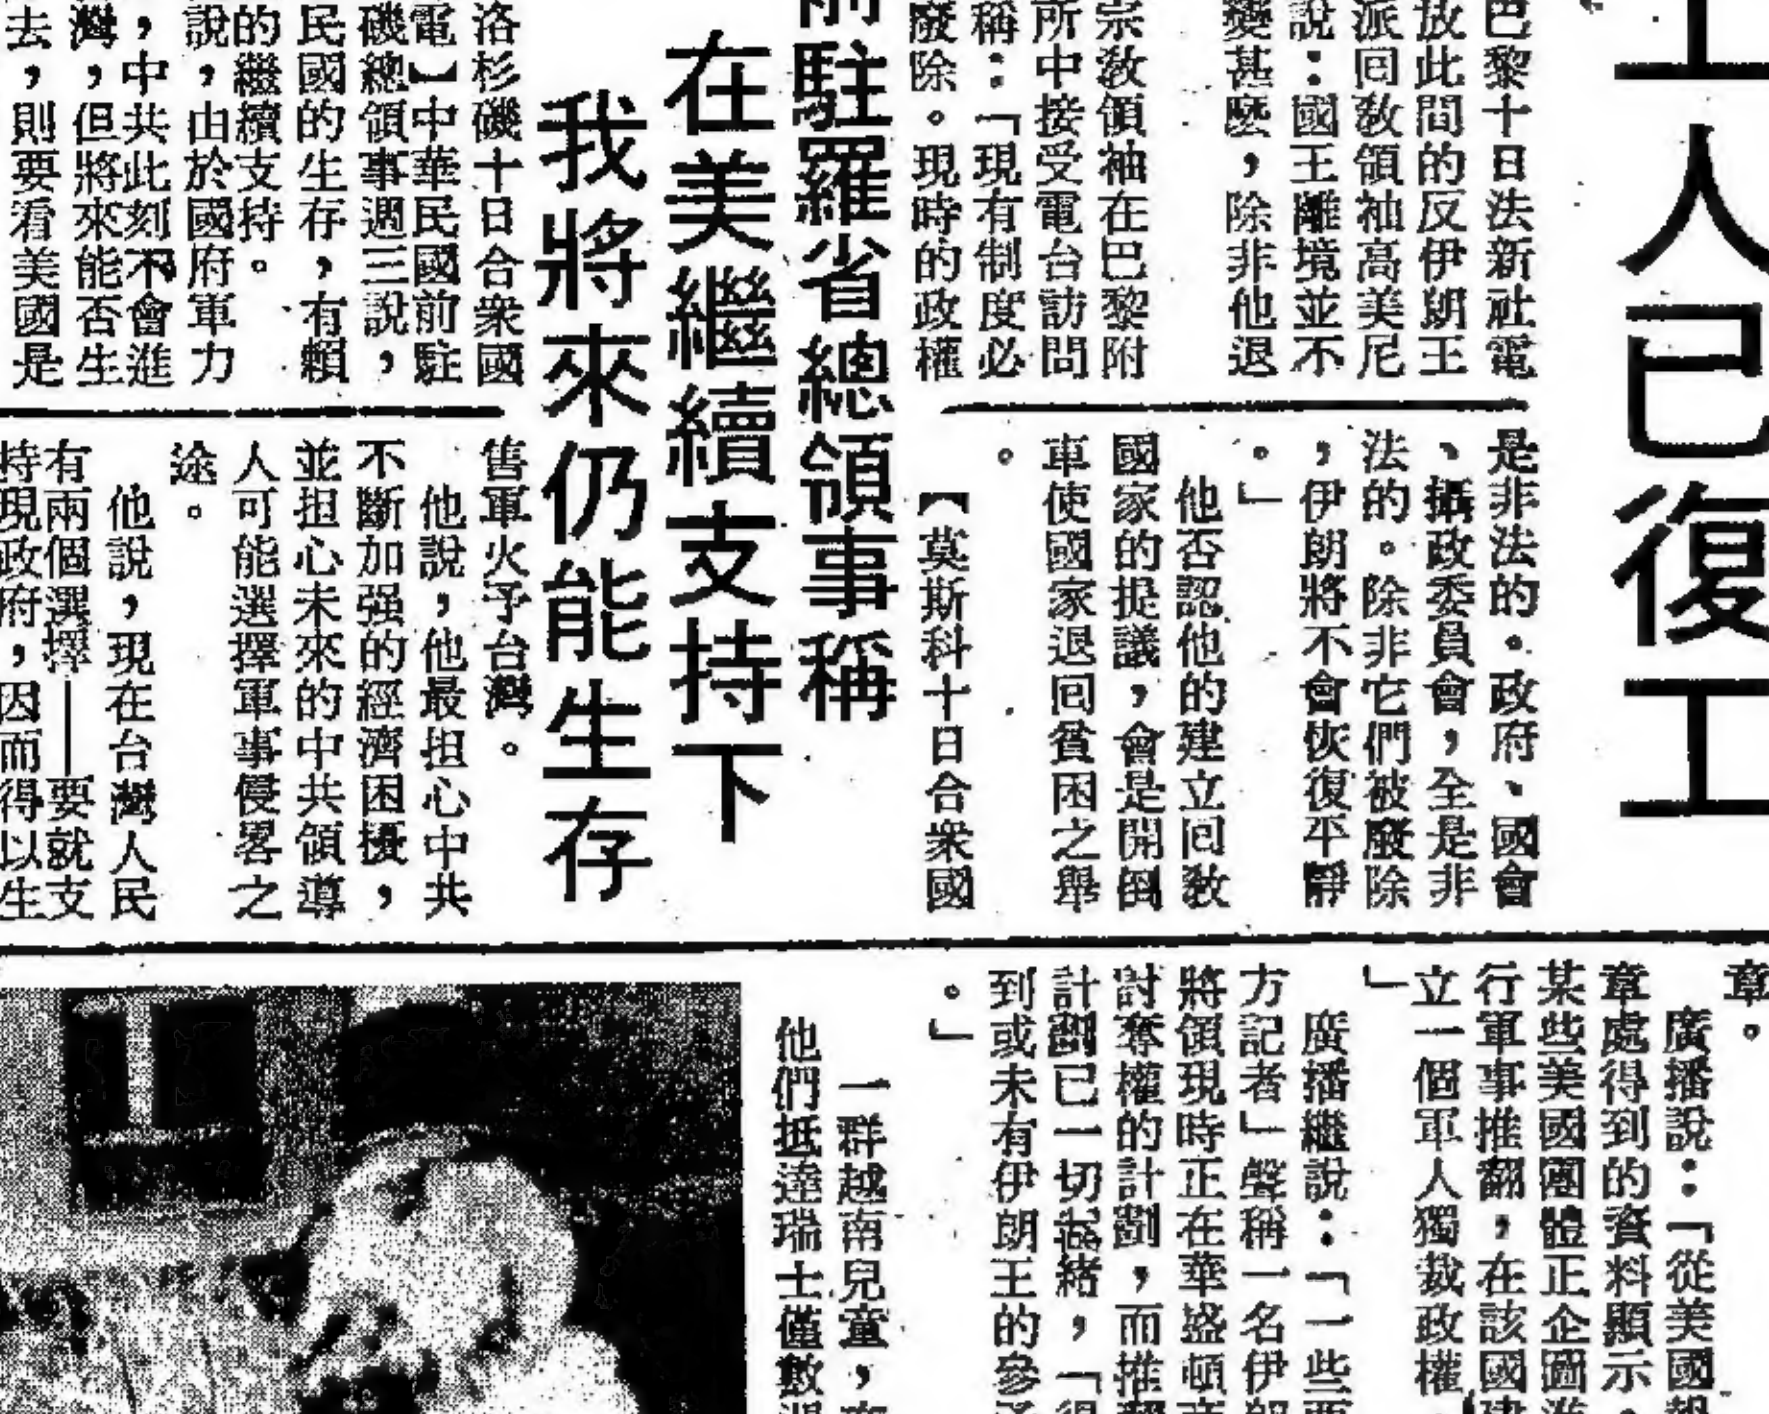 工人已復工
巴黎十日法新社電
放此間的反伊朗王
派回教領袖高美尼
說：國王離境並不
變甚麼，除非他退
宗教領袖在巴黎附
所中接受電台訪問
稱：「現有制度必
廢除。現時的政權
是非法的。政府、國會
、攝政委員會，全是非
法的。除非它們被廢除
，伊朗將不會恢復平靜
。」
他否認他的建立回教
國家的提議，會是開倒
車使國家退回貧困之舉
。
【莫斯科十日合衆國
前駐羅省總領事稱
在美繼續支持下
我將來仍能生存
洛杉磯十日合衆國
電】中華民國前駐
磯總領事週三說，
民國的生存，有賴
的繼續支持。
說，由於國府軍力
，中共此刻不會進
灣，但將來能否生
去，則要看美國是
售軍火予台灣。
他說，他最担心中共
不斷加强的經濟困擾，
並担心未來的中共領導
人可能選擇軍事侵畧之
途。
他說，現在台灣人民
有兩個選擇——要就支
持現政府，因而得以生
章。
廣播說：「從美國報
章處得到的資料顯示，
某些美國團體正企圖進
行軍事推翻，在該國建
立一個軍人獨裁政權。
」
廣播繼說：「一些西
方記者」聲稱一名伊朗
將領現時正在華盛頓商
討奪權的計劃，而推翻
計劃已一切就緒，「得
到或未有伊朗王的參予
。」
一群越南兒童，
他們抵達瑞士僅數